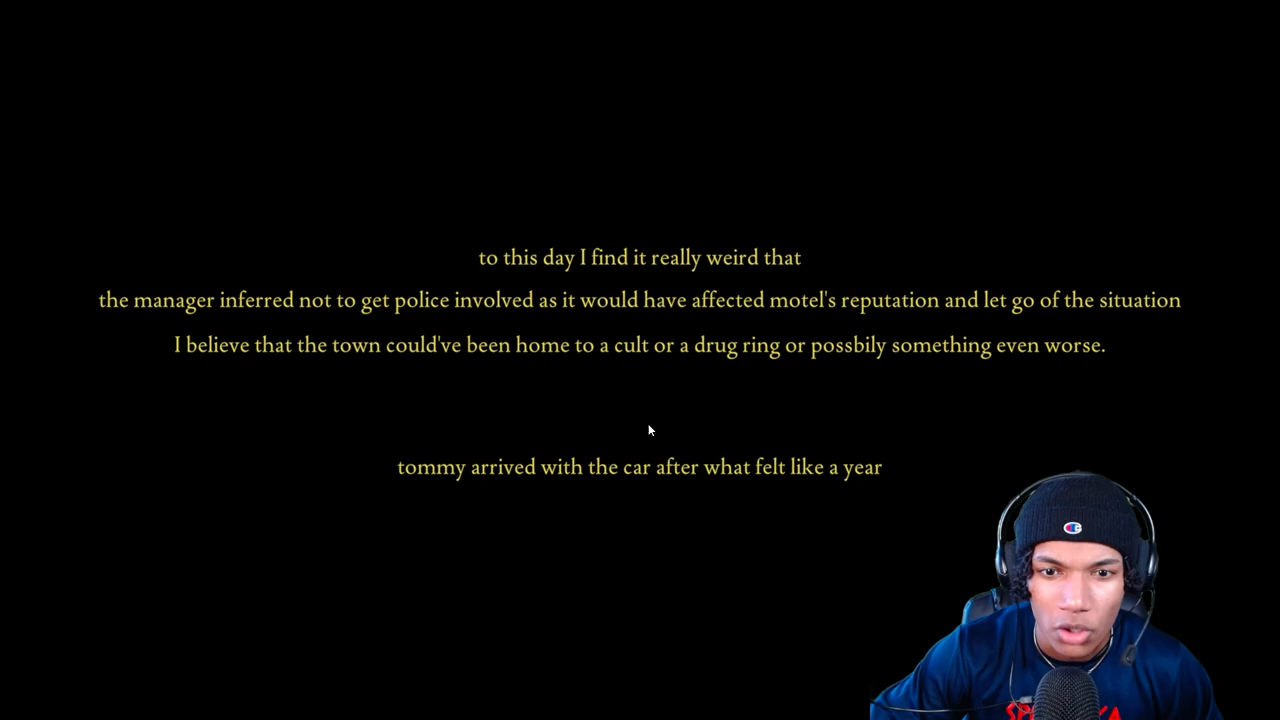 to this day I find it really weird that
the manager inferred not to get police involved as it would have affected motel's reputation and let go of the situation
I believe that the town could've been home to a cult or a drug ring or possbily something even worse.
tommy arrived with the car after what felt like a year